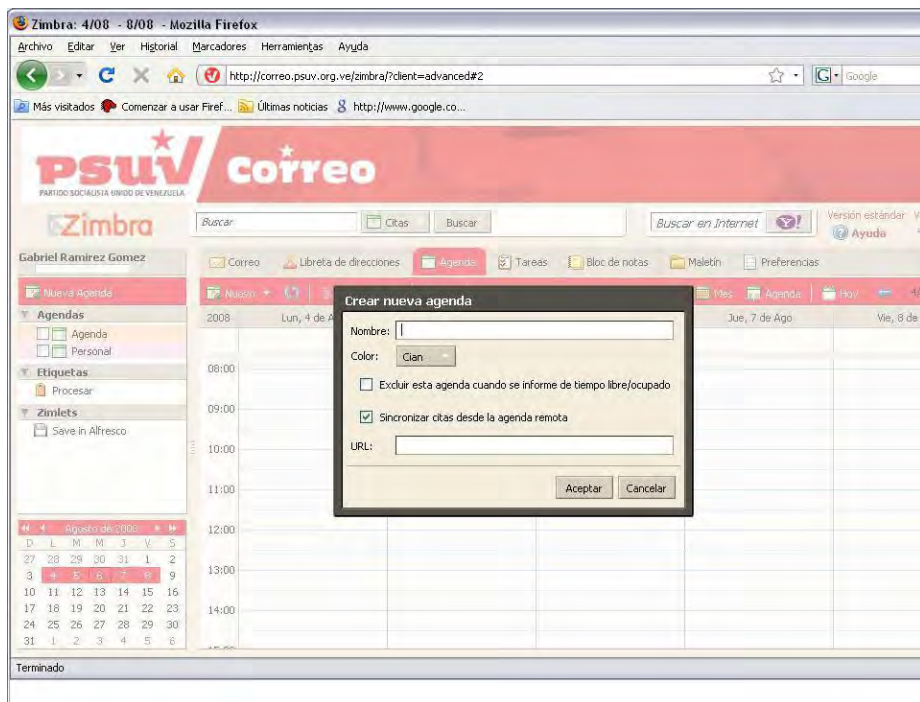 Zimbra: 4/08 - 8/08 - Mozilla Firefox
Archivo Editar Ver Historial Marcadores Herramientas Ayuda
http://correo.psuv.org.ve/zimbra/?client=advanced#2
G Google
Más visitados Comenzar a usar Firef... Últimas noticias http://www.google.co...
psuv Correo
PARTIDO SOCIALISTA UNIDO DE VENEZUELA
Zimbra
Buscar Citas Buscar Buscar en Internet Y! Versión estándar
Ayuda
Gabriel Ramirez Gomez
Correo Libreta de direcciones Agenda Tareas Bloc de notas Maletín Preferencias
Nueva Agenda
Nuevo Mes Agenda Hoy
Agendas
Agenda
Personal
Etiquetas
Procesar
Zimlets
Save in Alfresco
2008 Lun, 4 de A Jue, 7 de Ago Vie, 8 de
08:00
09:00
10:00
11:00
12:00
13:00
14:00
Crear nueva agenda
Nombre:
Color: Cian
Excluir esta agenda cuando se informe de tiempo libre/ocupado
Sincronizar citas desde la agenda remota
URL:
Aceptar Cancelar
Agosto de 2008
D L M M J V S
27 28 29 30 31 1 2
3 4 5 6 7 8 9
10 11 12 13 14 15 16
17 18 19 20 21 22 23
24 25 26 27 28 29 30
31 1 2 3 4 5 6
Terminado